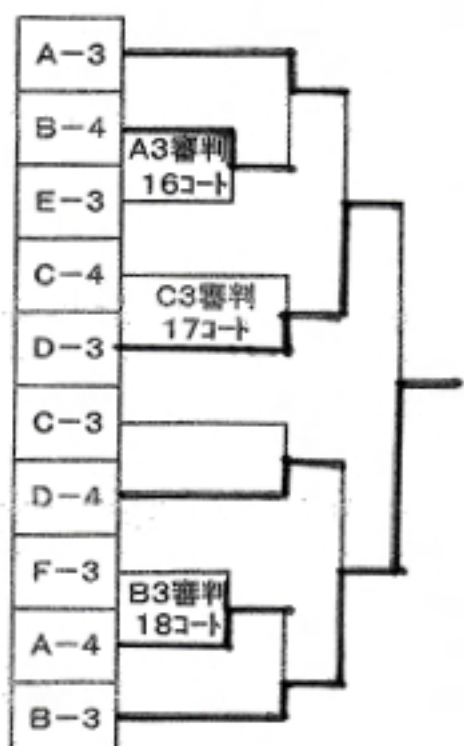 A-3
B-4
A3審判
16コート
E-3
C-4
C3審判
17コート
D-3
C-3
D-4
F-3
B3審判
18コート
A-4
B-3